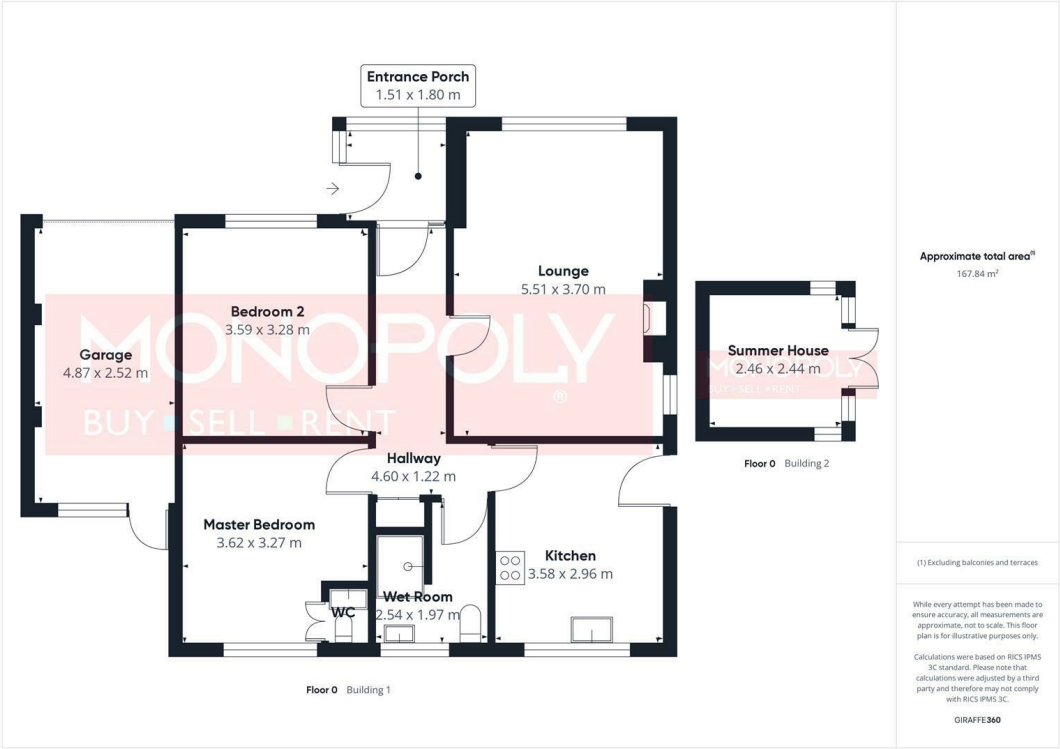 Entrance Porch
1.51 x 1.80 m
Lounge
5.51 x 3.70 m
Bedroom 2
3.59 x 3.28 m
Garage
4.87 x 2.52 m
MONOPOLY
®
BUY SELL RENT
Hallway
4.60 x 1.22 m
Master Bedroom
3.62 x 3.27 m
Kitchen
3.58 x 2.96 m
Wet Room
2.54 x 1.97 m
WC
Floor 0 Building 1
Summer House
2.46 x 2.44 m
MONOPOLY
BUY SELL RENT
Floor 0 Building 2
Approximate total area(1)
167.84 m²
(1) Excluding balconies and terraces
While every attempt has been made to
ensure accuracy, all measurements are
approximate, not to scale. This floor
plan is for illustrative purposes only.
Calculations were based on RICS IPMS
3C standard. Please note that
calculations were adjusted by a third
party and therefore may not comply
with RICS IPMS 3C.
GIRAFFE360